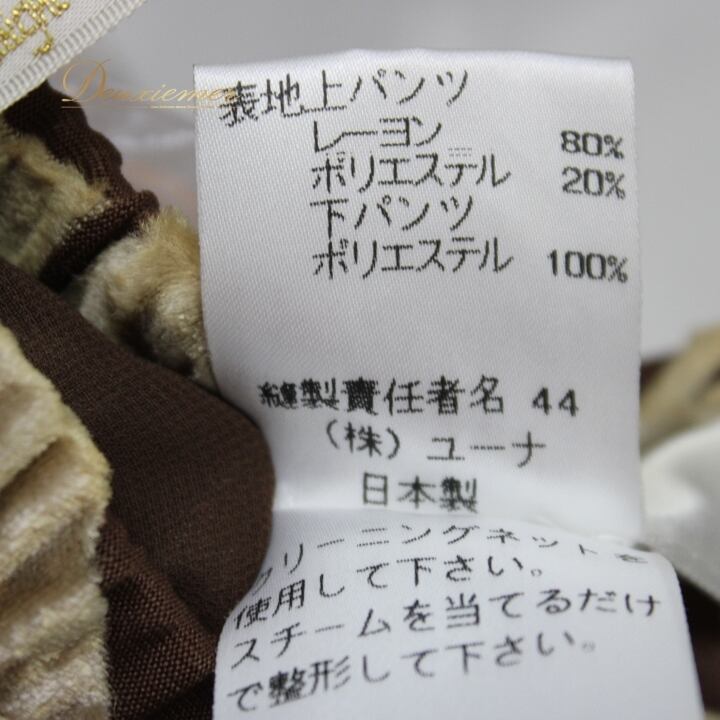 Deuxieme
表地上パンツ
レーヨン 80%
ポリエステル 20%
下パンツ
ポリエステル 100%
縫製責任者名 44
(株) ユーナ
日本製
クリーニングネットを
使用して下さい。
スチームを当てるだけ
で整形して下さい。